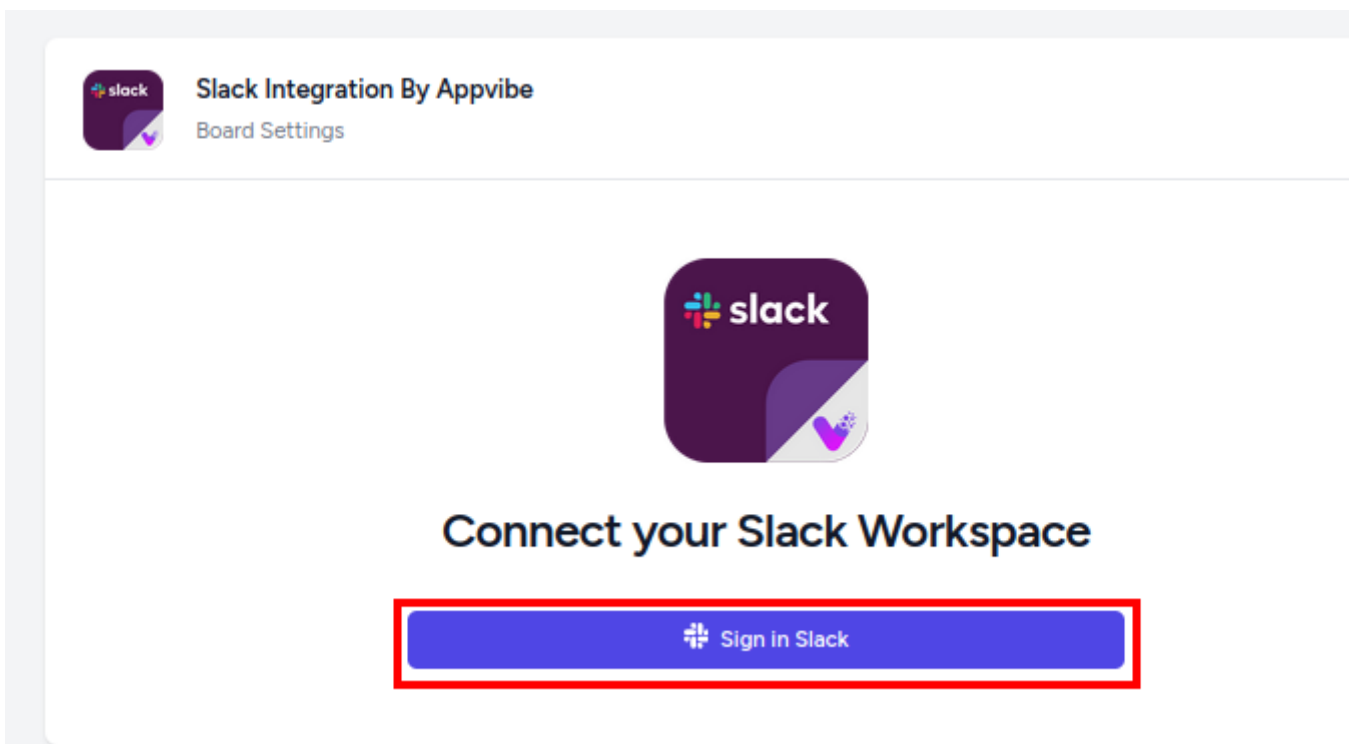 slack
Slack Integration By Appvibe
Board Settings
slack
Connect your Slack Workspace
Sign in Slack